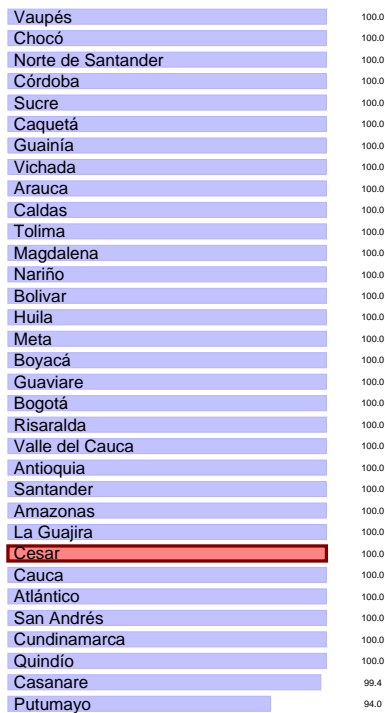 Vaupés 100.0
Chocó 100.0
Norte de Santander 100.0
Córdoba 100.0
Sucre 100.0
Caquetá 100.0
Guainía 100.0
Vichada 100.0
Arauca 100.0
Caldas 100.0
Tolima 100.0
Magdalena 100.0
Nariño 100.0
Bolivar 100.0
Huila 100.0
Meta 100.0
Boyacá 100.0
Guaviare 100.0
Bogotá 100.0
Risaralda 100.0
Valle del Cauca 100.0
Antioquia 100.0
Santander 100.0
Amazonas 100.0
La Guajira 100.0
Cesar 100.0
Cauca 100.0
Atlántico 100.0
San Andrés 100.0
Cundinamarca 100.0
Quindío 100.0
Casanare 99.4
Putumayo 94.0